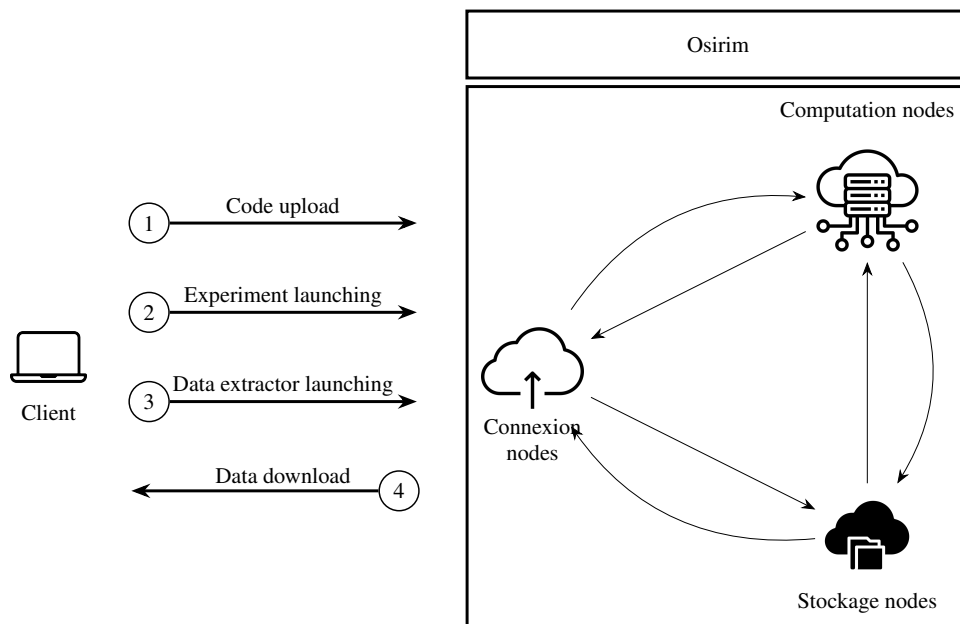 Osirim
Computation nodes
1
Code upload
2
Experiment launching
3
Data extractor launching
Client
Connexion
nodes
Data download
4
Stockage nodes